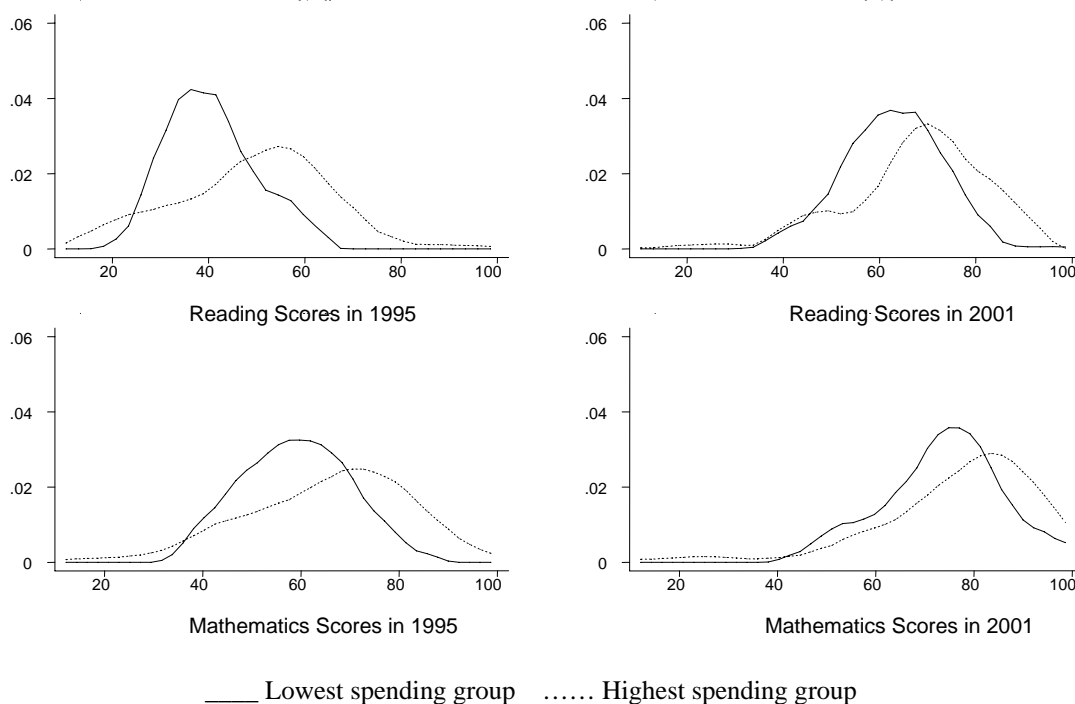 .06 .06
.04 .04
.02 .02
0 0
20 40 60 80 100 20 40 60 80 100
Reading Scores in 1995 Reading Scores in 2001
.06 .06
.04 .04
.02 .02
0 0
20 40 60 80 100 20 40 60 80 100
Mathematics Scores in 1995 Mathematics Scores in 2001
____ Lowest spending group ...... Highest spending group